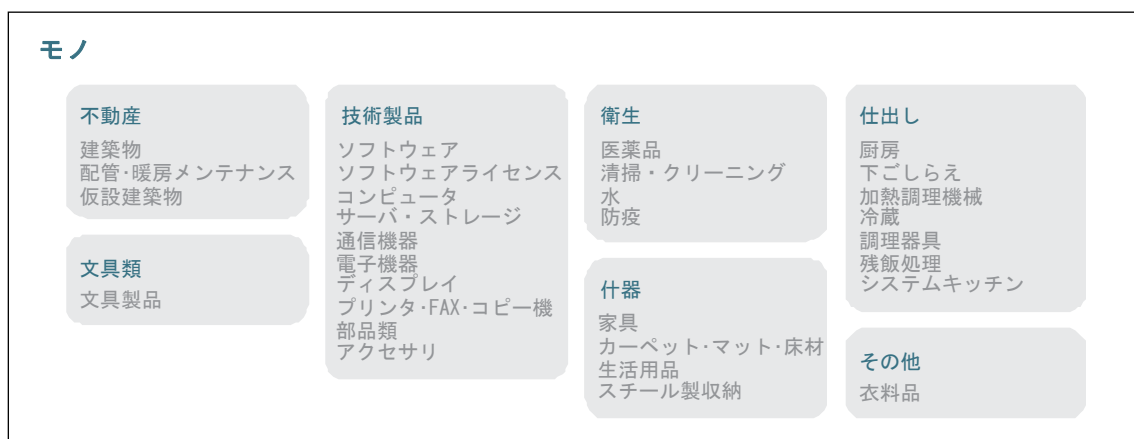 モノ
不動産
建築物
配管･暖房メンテナンス
仮設建築物
文具類
文具製品
技術製品
ソフトウェア
ソフトウェアライセンス
コンピュータ
サーバ・ストレージ
通信機器
電子機器
ディスプレイ
プリンタ･FAX･コピー機
部品類
アクセサリ
衛生
医薬品
清掃・クリーニング
水
防疫
什器
家具
カーペット･マット･床材
生活用品
スチール製収納
仕出し
厨房
下ごしらえ
加熱調理機械
冷蔵
調理器具
残飯処理
システムキッチン
その他
衣料品